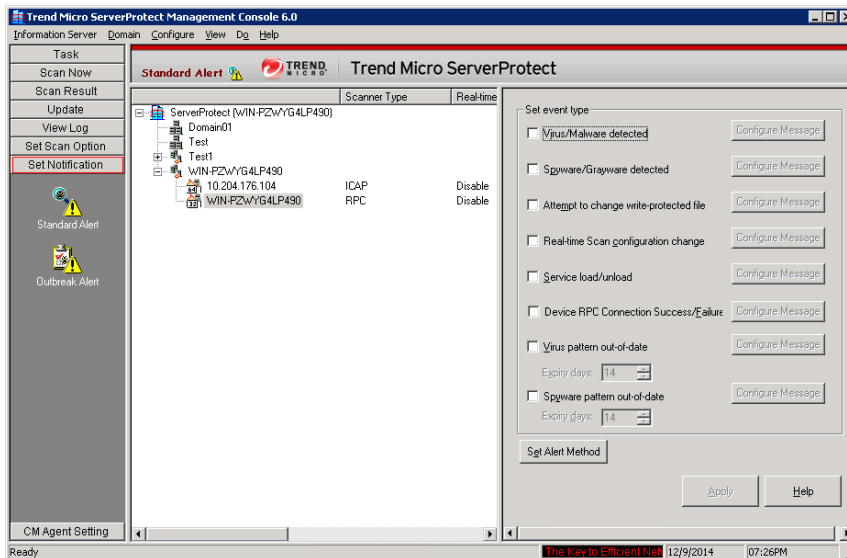 Trend Micro ServerProtect Management Console 6.0
Information Server Domain Configure View Do Help
Task
Scan Now
Scan Result
Update
View Log
Set Scan Option
Set Notification
Standard Alert
Outbreak Alert
CM Agent Setting
Standard Alert TREND MICRO Trend Micro ServerProtect
Scanner Type Real-time
ServerProtect (WIN-PZWYG4LP490)
Domain01
Test
Test1
WIN-PZWYG4LP490
64 10.204.176.104 ICAP Disable
32 WIN-PZWYG4LP490 RPC Disable
Set event type
Virus/Malware detected Configure Message
Spyware/Grayware detected Configure Message
Attempt to change write-protected file Configure Message
Real-time Scan configuration change Configure Message
Service load/unload Configure Message
Device RPC Connection Success/Failure Configure Message
Virus pattern out-of-date Configure Message
Expiry days: 14
Spyware pattern out-of-date Configure Message
Expiry days: 14
Set Alert Method
Apply Help
Ready The Key to Efficient Net 12/9/2014 07:26PM